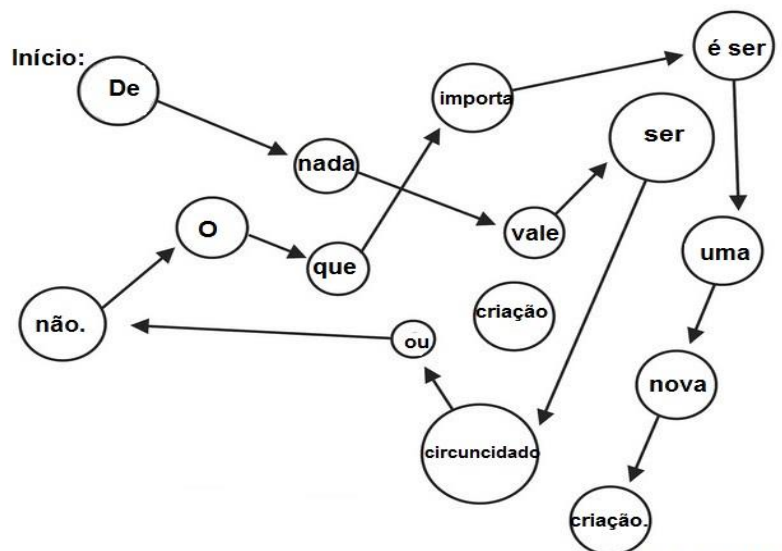 Início:
De
nada
vale
ser
circuncidado
ou
não.
O
que
importa
é ser
uma
nova
criação.
criação